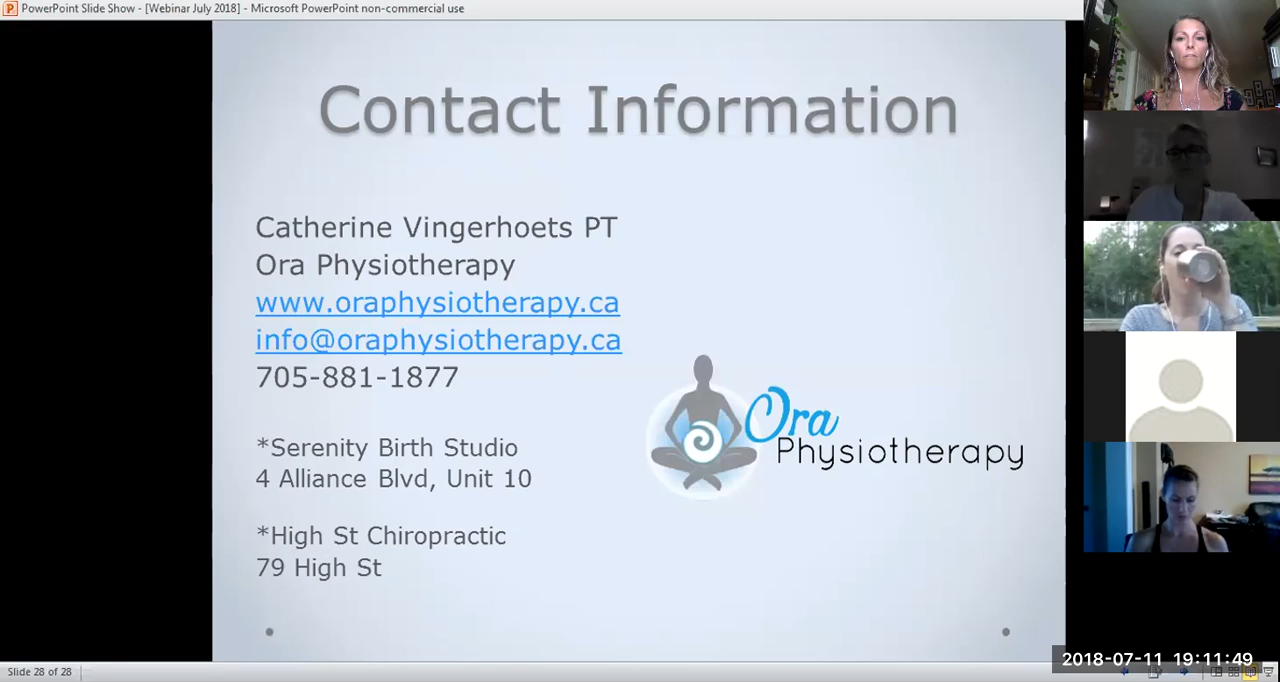 PowerPoint Slide Show - [Webinar July 2018] - Microsoft PowerPoint non-commercial use
Contact Information
Catherine Vingerhoets PT
Ora Physiotherapy
www.oraphysiotherapy.ca
info@oraphysiotherapy.ca
705-881-1877
*Serenity Birth Studio
4 Alliance Blvd, Unit 10
*High St Chiropractic
79 High St
Ora
Physiotherapy
Slide 28 of 28
2018-07-11 19:11:49